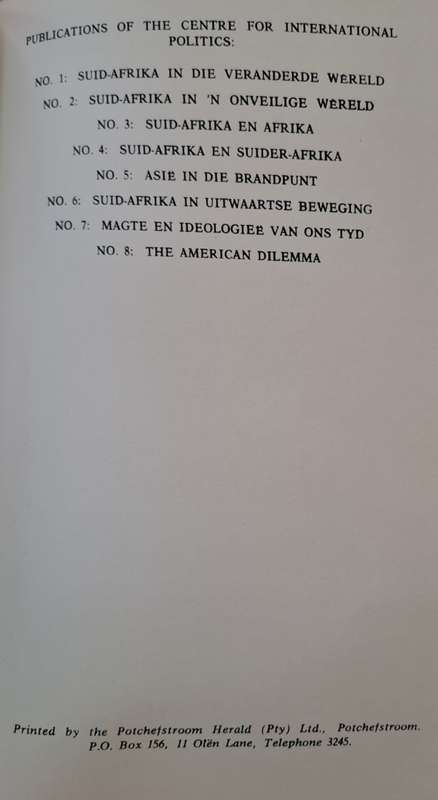 PUBLICATIONS OF THE CENTRE FOR INTERNATIONAL
POLITICS:
NO. 1: SUID-AFRIKA IN DIE VERANDERDE WÊRELD
NO. 2: SUID-AFRIKA IN 'N ONVEILIGE WÊRELD
NO. 3: SUID-AFRIKA EN AFRIKA
NO. 4: SUID-AFRIKA EN SUIDER-AFRIKA
NO. 5: ASIË IN DIE BRANDPUNT
NO. 6: SUID-AFRIKA IN UITWAARTSE BEWEGING
NO. 7: MAGTE EN IDEOLOGIEË VAN ONS TYD
NO. 8: THE AMERICAN DILEMMA
Printed by the Potchefstroom Herald (Pty) Ltd., Potchefstroom.
P.O. Box 156, 11 Olën Lane, Telephone 3245.